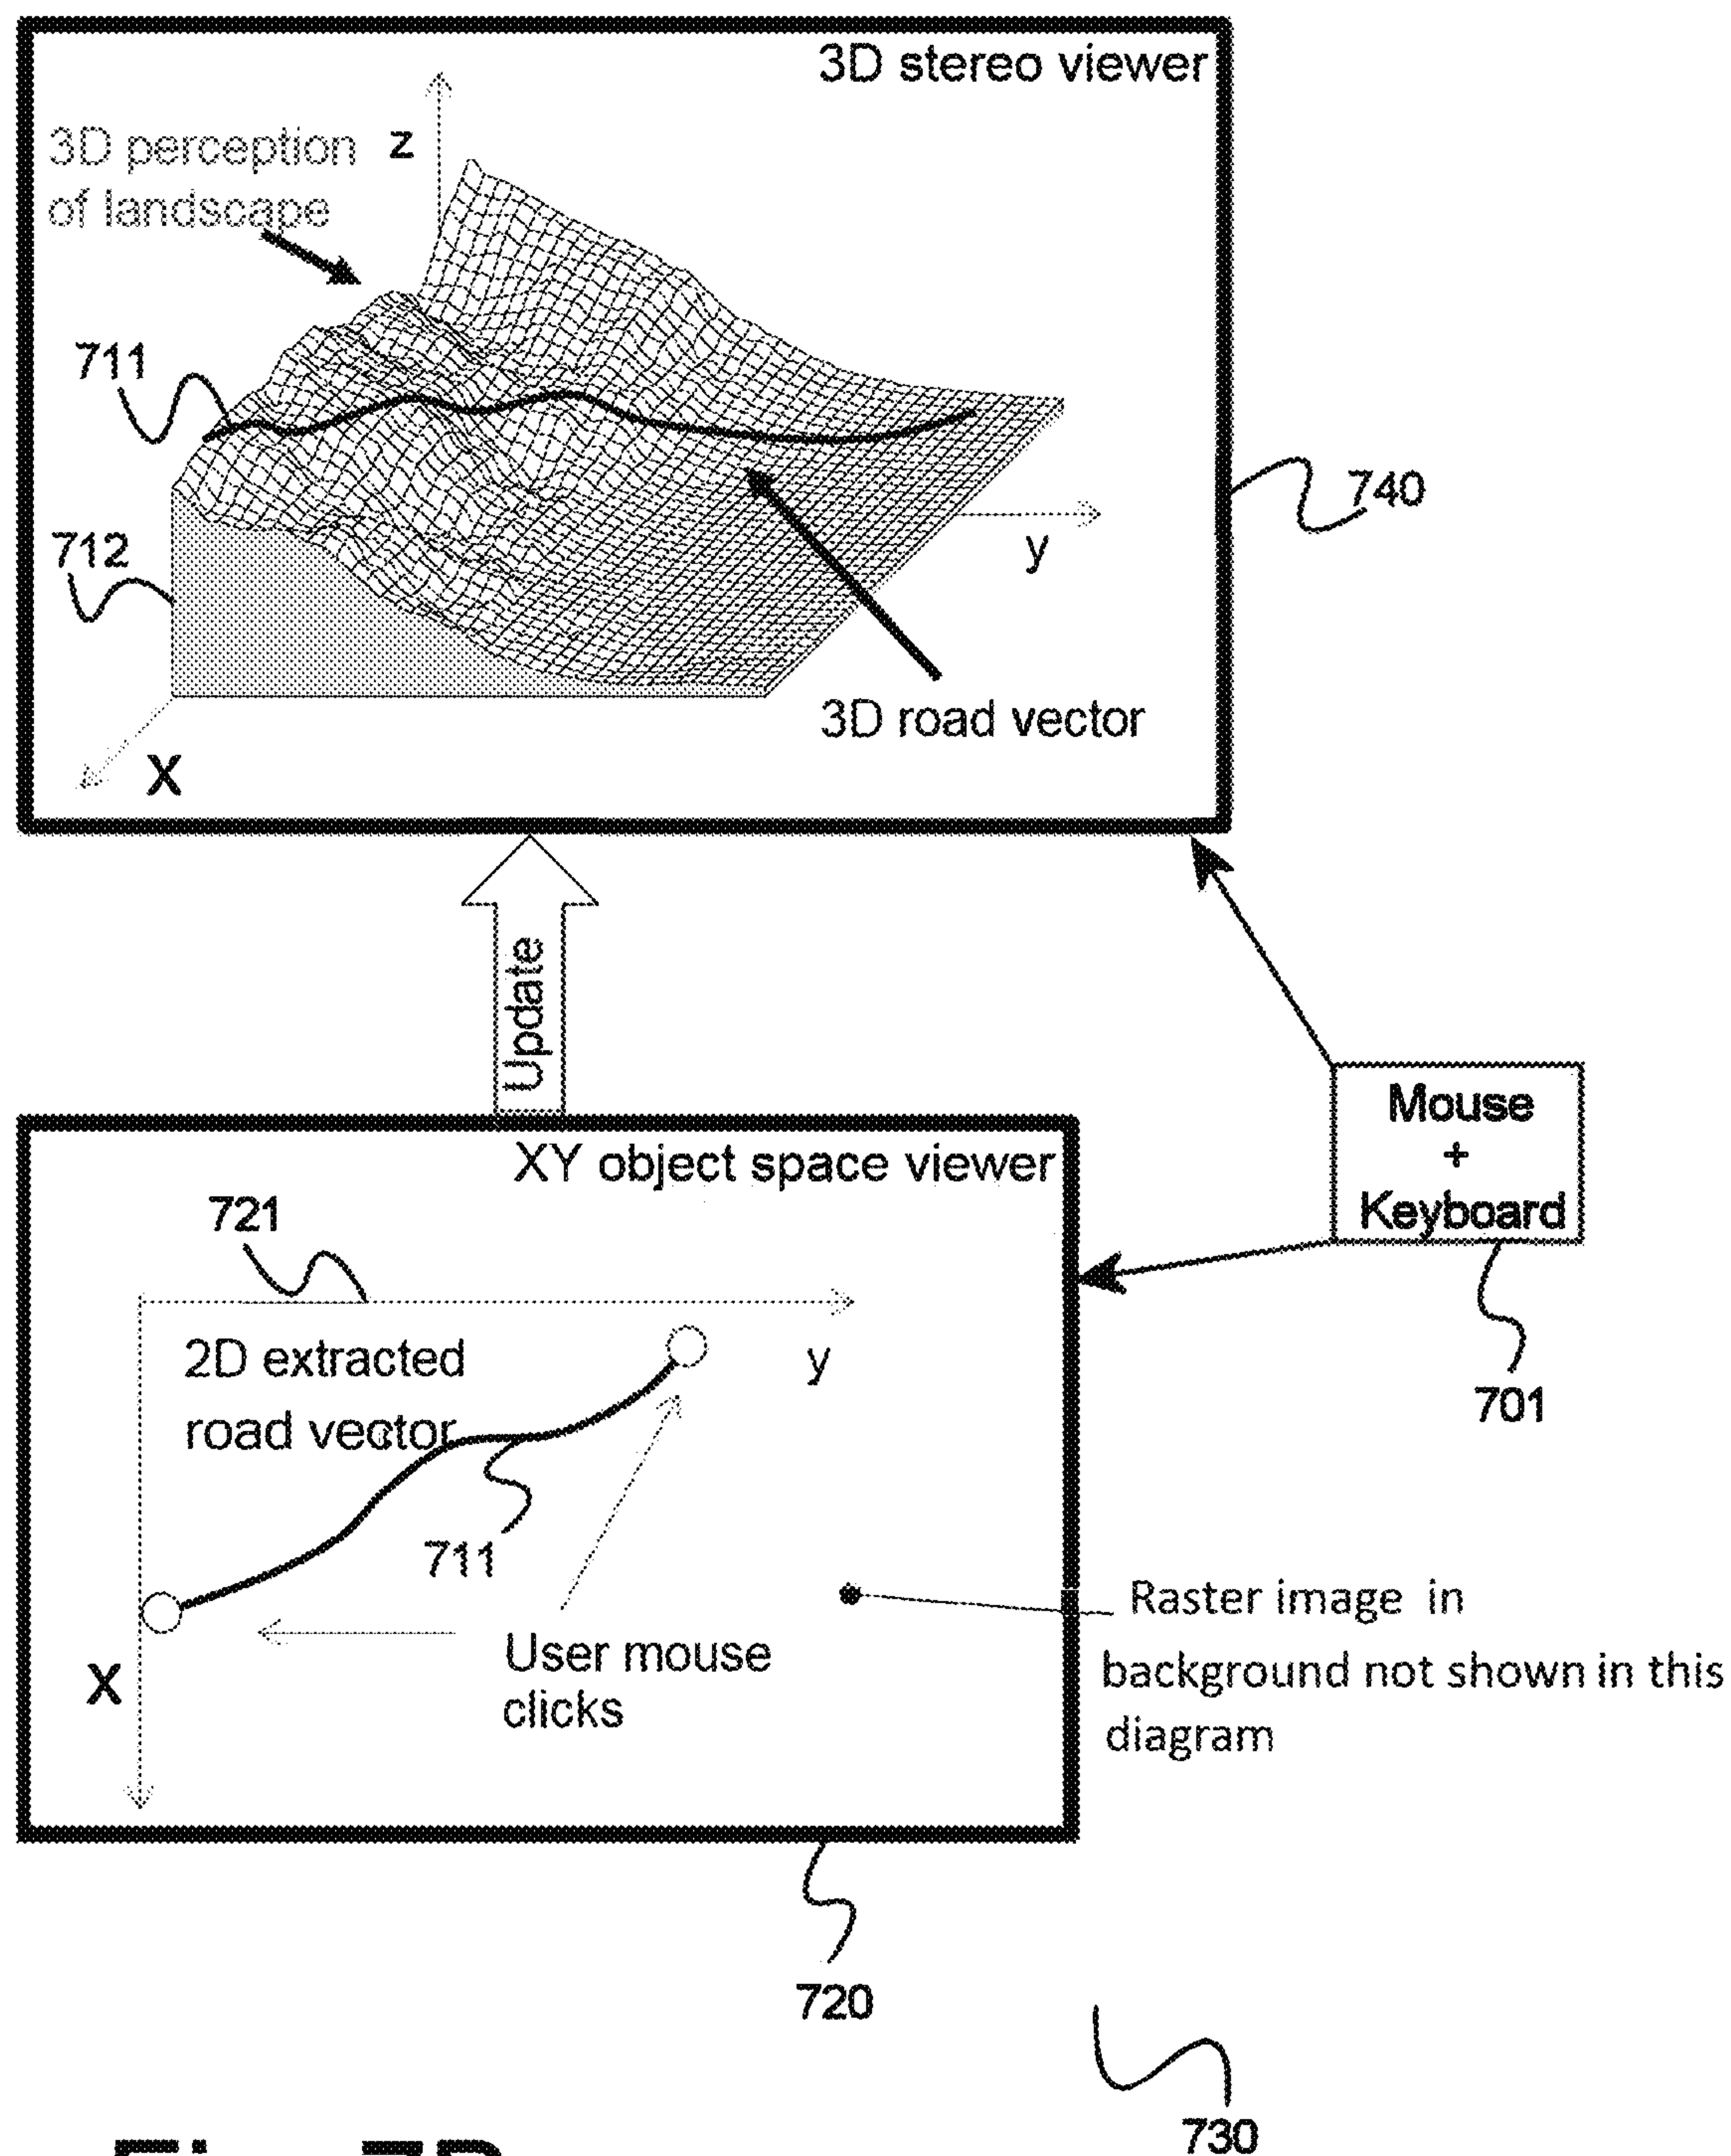 3D stereo viewer
3D perception
of landscape
z
711
712
740
y
3D road vector
X
Update
Mouse
+
Keyboard
701
XY object space viewer
721
2D extracted
road vector
y
711
User mouse
clicks
X
Raster image in
background not shown in this
diagram
720
730